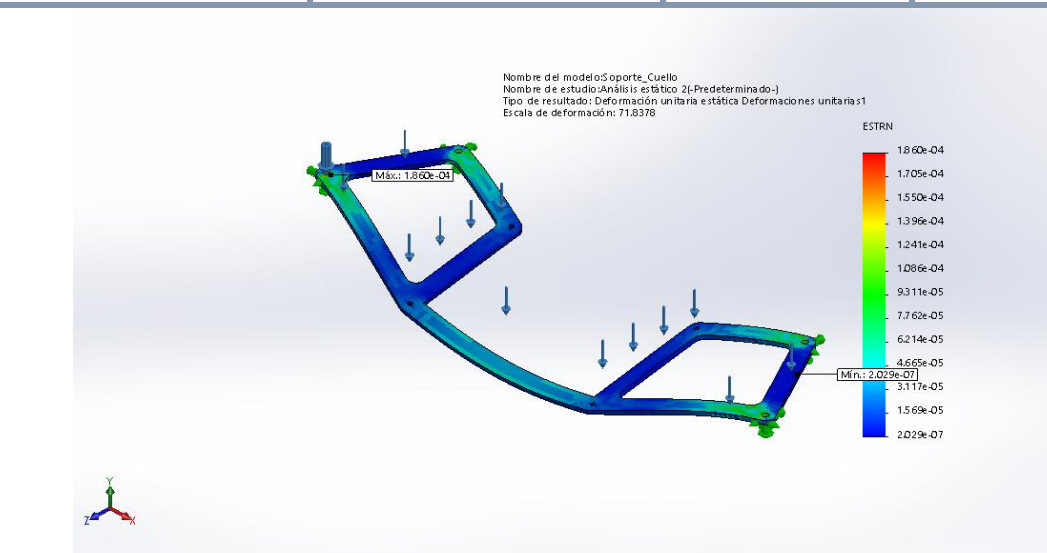 Nombre del modelo:Soporte_Cuello
Nombre de estudio:Análisis estático 2(-Predeterminado-)
Tipo de resultado: Deformación unitaria estática Deformaciones unitarias1
Escala de deformación: 71.8378
ESTRN
1.860e-04
1.705e-04
1.550e-04
1.396e-04
1.241e-04
1.086e-04
9.311e-05
7.762e-05
6.214e-05
4.665e-05
3.117e-05
1.569e-05
2.029e-07
Máx.: 1.860e-04
Mín.: 2.029e-07
Y
Z
X